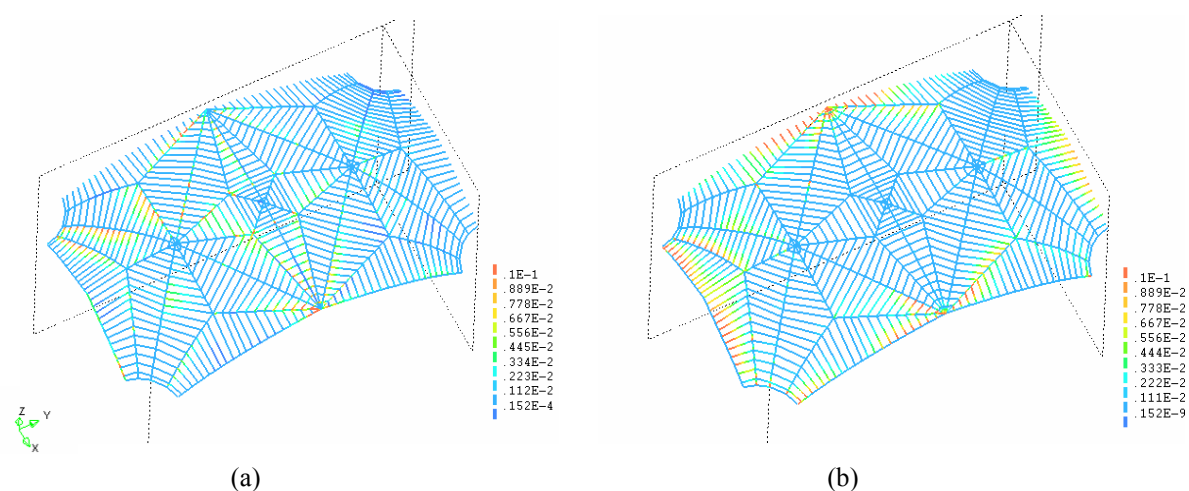 .1E-1
.889E-2
.778E-2
.667E-2
.556E-2
.445E-2
.334E-2
.223E-2
.112E-2
.152E-4
Z
Y
X
(a)
.1E-1
.889E-2
.778E-2
.667E-2
.556E-2
.444E-2
.333E-2
.222E-2
.111E-2
.152E-9
(b)